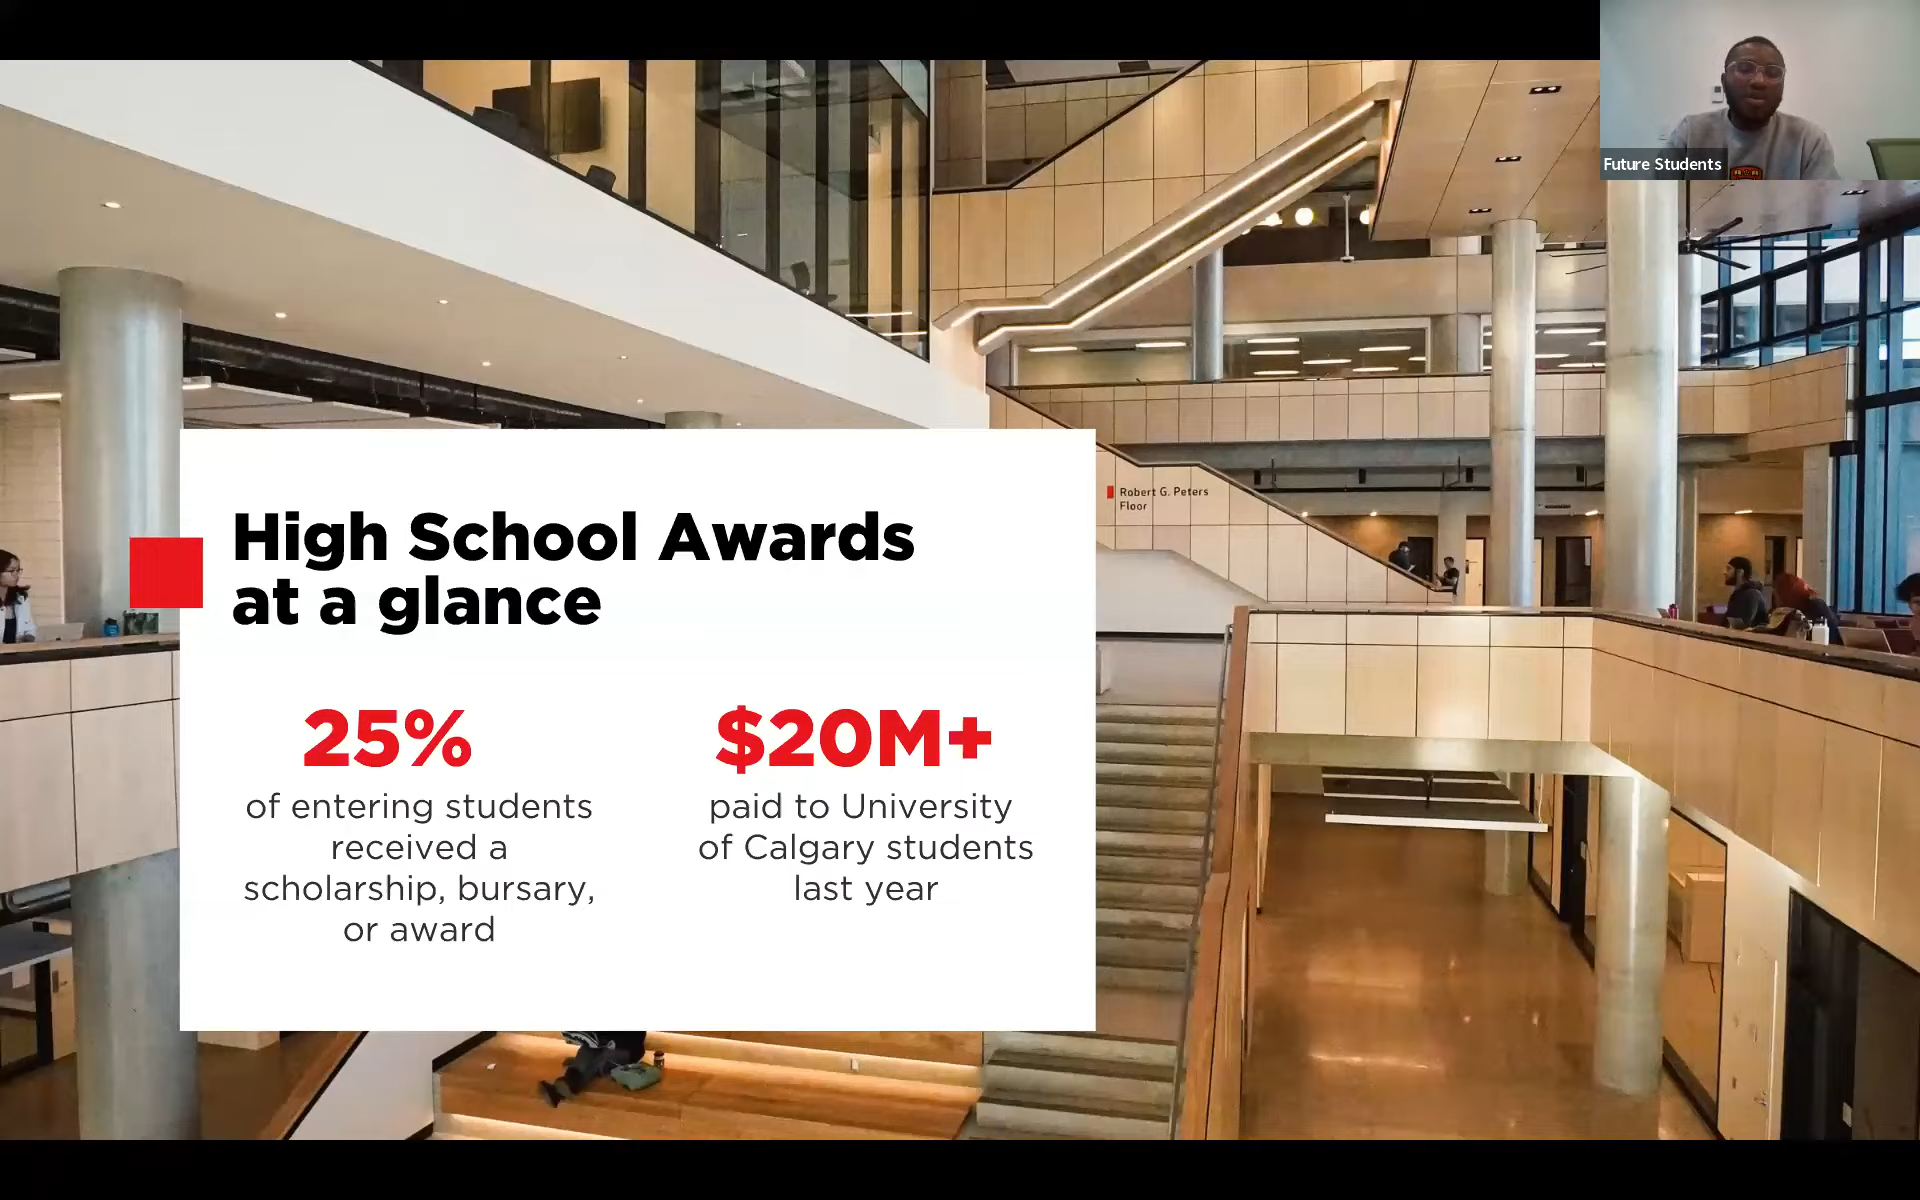 Future Students
Robert G. Peters
Floor
High School Awards
at a glance
25%
of entering students
received a
scholarship, bursary,
or award
$20M+
paid to University
of Calgary students
last year